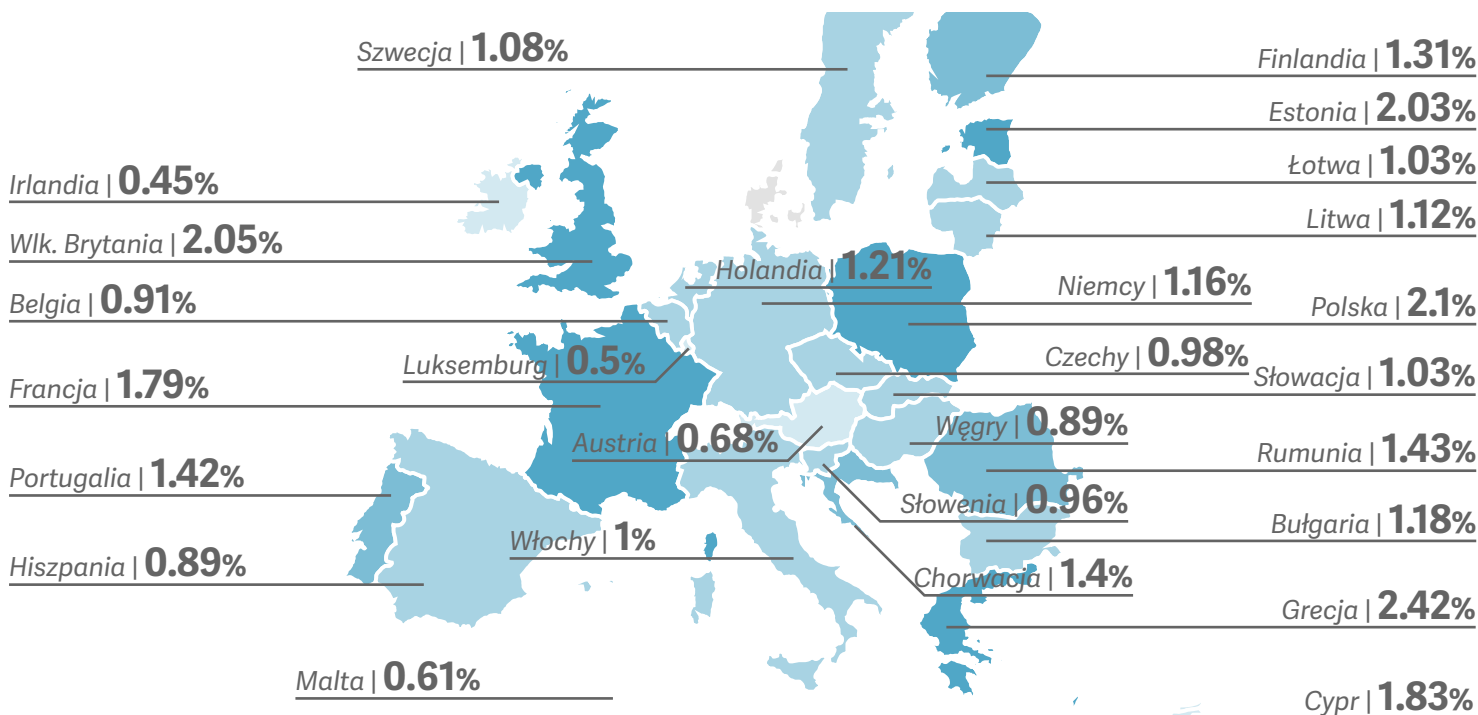 Szwecja | 1.08%
Finlandia | 1.31%
Estonia | 2.03%
Łotwa | 1.03%
Irlandia | 0.45%
Litwa | 1.12%
Wlk. Brytania | 2.05%
Holandia | 1.21%
Niemcy | 1.16%
Belgia | 0.91%
Polska | 2.1%
Luksemburg | 0.5%
Czechy | 0.98%
Słowacja | 1.03%
Francja | 1.79%
Austria | 0.68%
Węgry | 0.89%
Rumunia | 1.43%
Portugalia | 1.42%
Słowenia | 0.96%
Bułgaria | 1.18%
Włochy | 1%
Hiszpania | 0.89%
Chorwacja | 1.4%
Grecja | 2.42%
Malta | 0.61%
Cypr | 1.83%